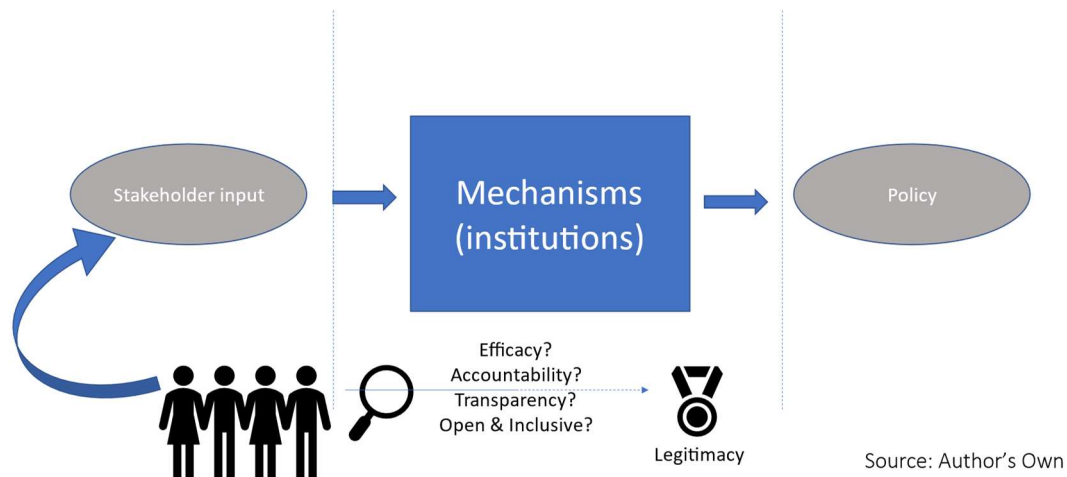 Stakeholder input
Mechanisms
(institutions)
Policy
Efficacy?
Accountability?
Transparency?
Open & Inclusive?
Legitimacy
Source: Author's Own